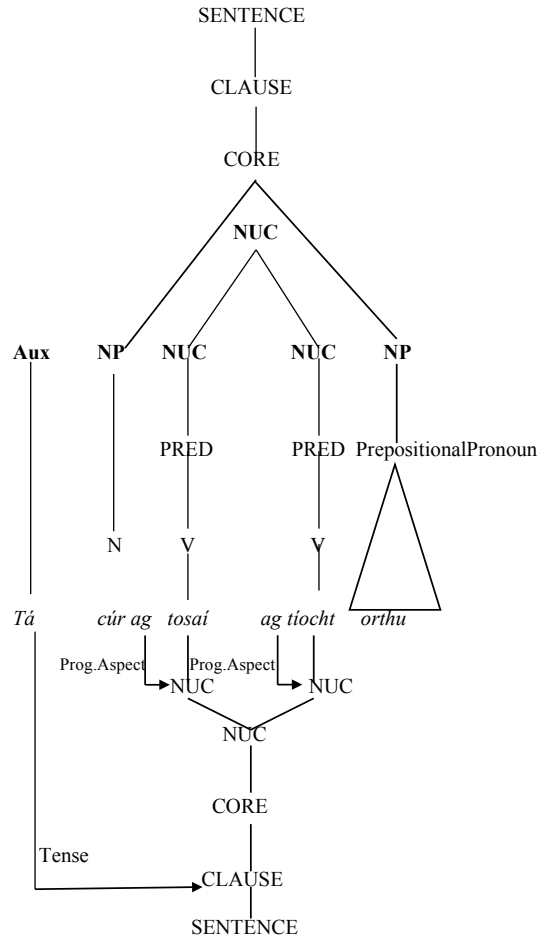 SENTENCE
CLAUSE
CORE
NUC
Aux NP NUC NUC NP
PRED PRED PrepositionalPronoun
N V V
Tá cúr ag tosaí ag tíocht orthu
Prog.Aspect Prog.Aspect
NUC NUC
NUC
CORE
Tense
CLAUSE
SENTENCE